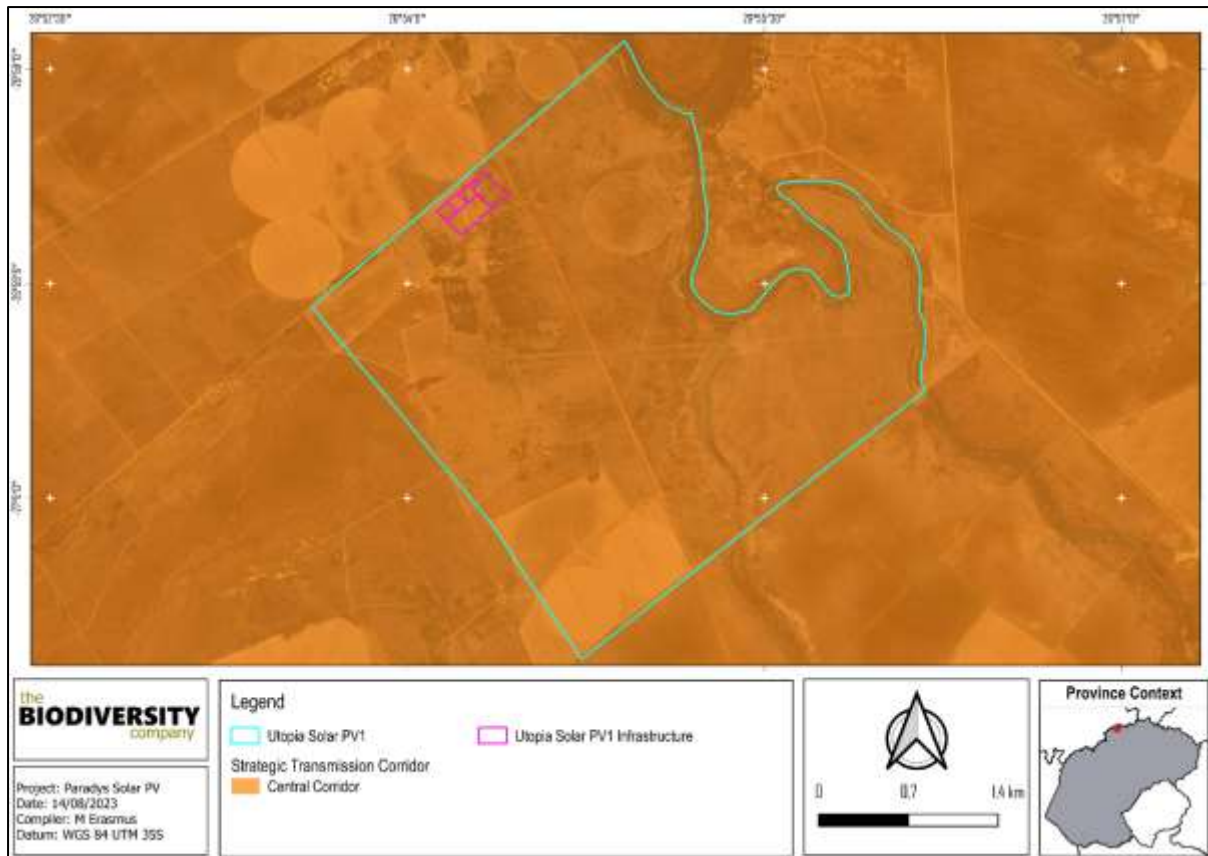 the
BIODIVERSITY
company
Project: Paradys Solar PV
Date: 14/08/2023
Compiler: M Erasmus
Datum: WGS 84 UTM 35S
Legend
Utopia Solar PV1
Utopia Solar PV1 Infrastructure
Strategic Transmission Corridor
Central Corridor
0 0,7 1.4 km
Province Context